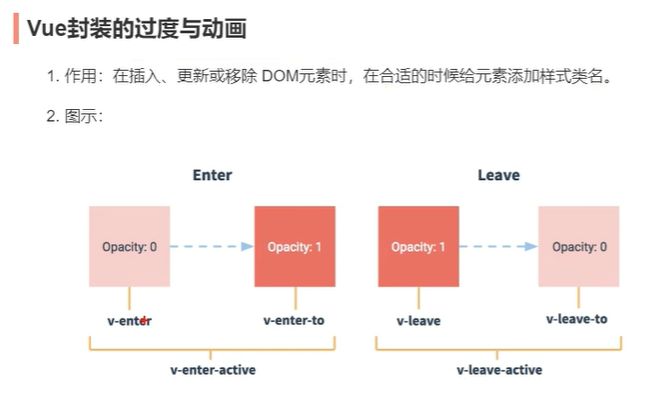 Vue封装的过度与动画
1. 作用：在插入、更新或移除 DOM元素时，在合适的时候给元素添加样式类名。
2. 图示：
Enter
Leave
Opacity: 0
Opacity: 1
Opacity: 1
Opacity: 0
v-enter
v-enter-to
v-leave
v-leave-to
v-enter-active
v-leave-active